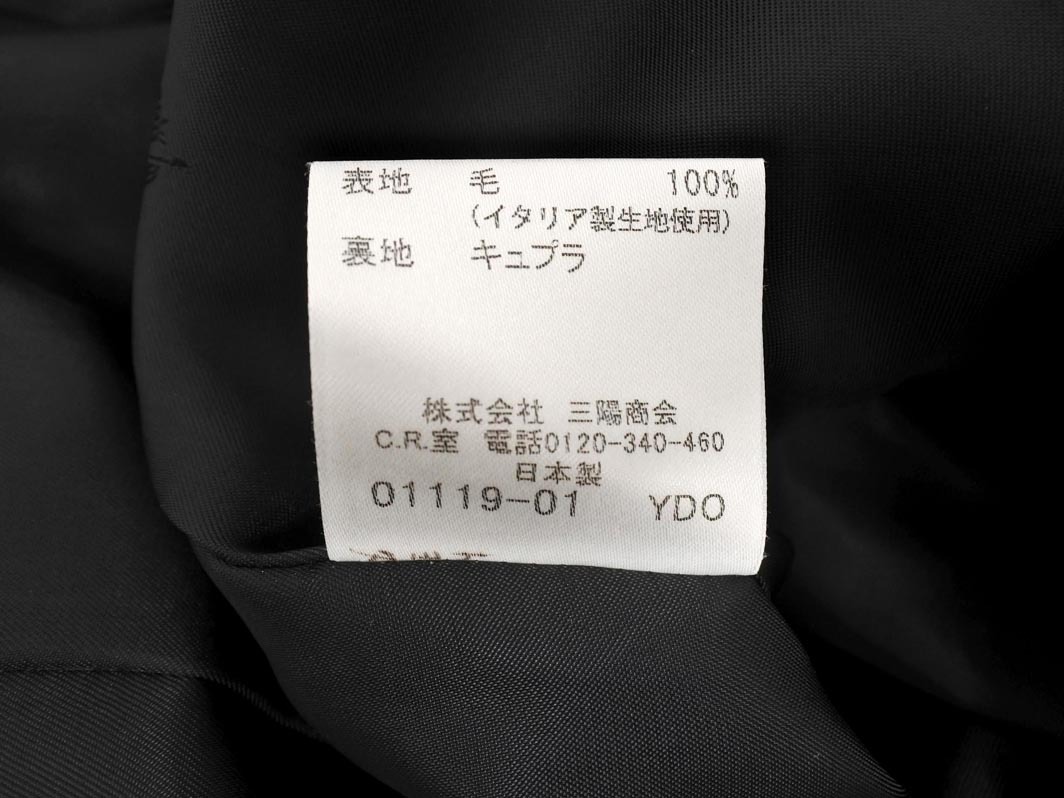 表地 毛 100%
(イタリア製生地使用)
裏地 キュプラ
株式会社 三陽商会
C.R.室 電話0120-340-460
日本製
01119-01 YDO